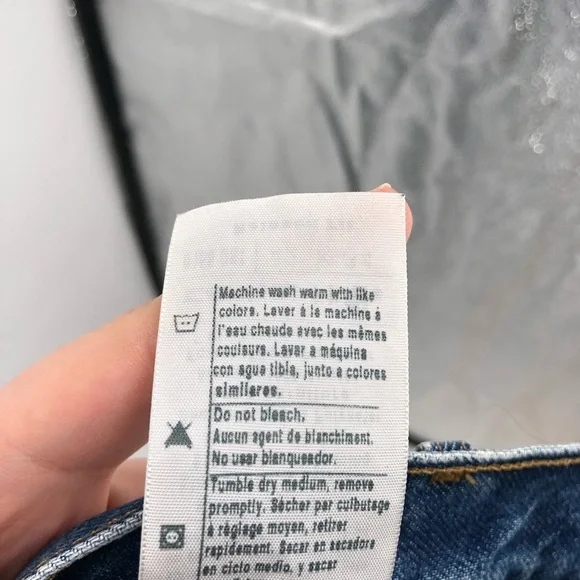 Machine wash warm with like
colors. Laver à la machine à
l'eau chaude avec les mêmes
couleurs. Lavar a máquina
con agua tibia, junto a colores
similares.
Do not bleach.
Aucun agent de blanchiment.
No usar blanqueador.
Tumble dry medium, remove
promptly. Sécher par culbutage
à réglage moyen, retirer
rapidement. Sacar en secadora
en ciclo medio, y sacar